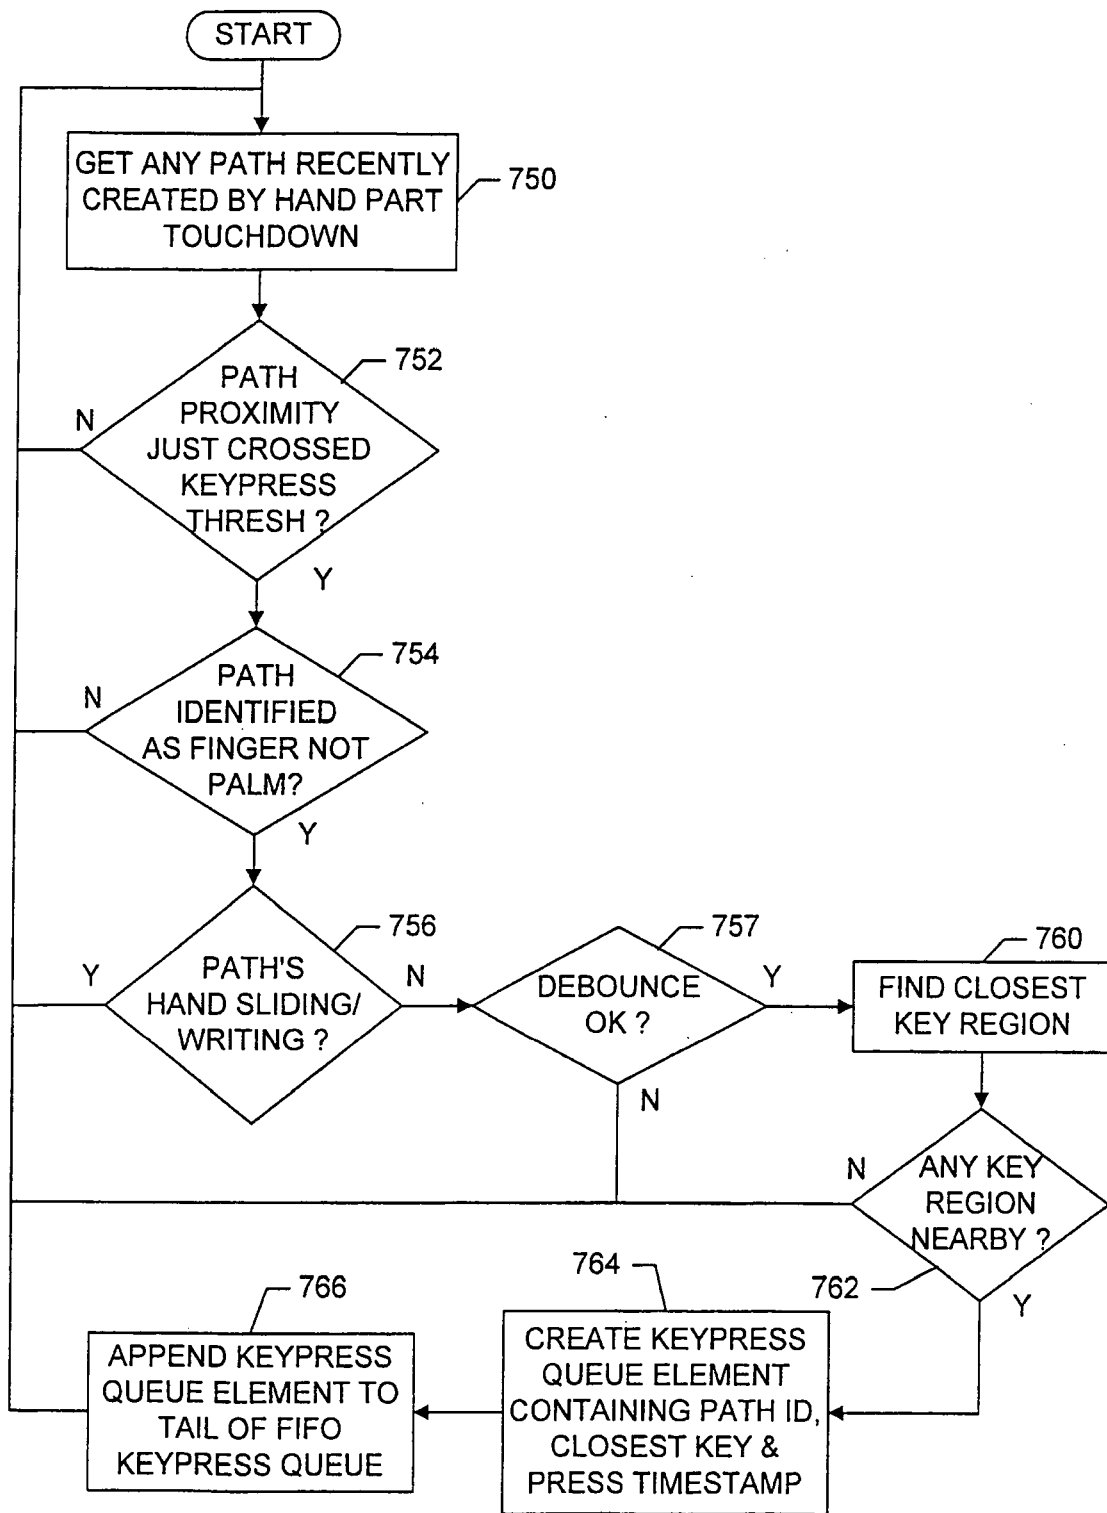 START
GET ANY PATH RECENTLY
CREATED BY HAND PART
TOUCHDOWN
750
752
PATH
PROXIMITY
JUST CROSSED
KEYPRESS
THRESH ?
N
Y
754
PATH
IDENTIFIED
AS FINGER NOT
PALM?
N
Y
756
PATH'S
HAND SLIDING/
WRITING ?
Y
N
757
DEBOUNCE
OK ?
Y
N
760
FIND CLOSEST
KEY REGION
ANY KEY
REGION
NEARBY ?
N
762
Y
764
CREATE KEYPRESS
QUEUE ELEMENT
CONTAINING PATH ID,
CLOSEST KEY &
PRESS TIMESTAMP
766
APPEND KEYPRESS
QUEUE ELEMENT TO
TAIL OF FIFO
KEYPRESS QUEUE